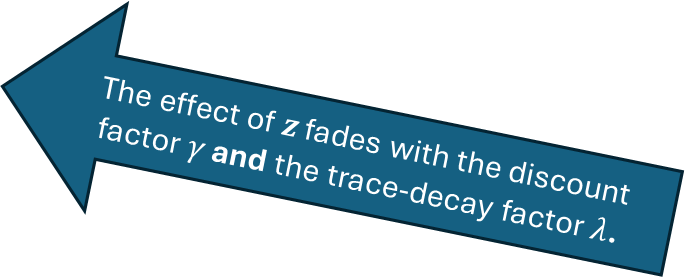 The effect of z fades with the discount
factor γ and the trace-decay factor λ.